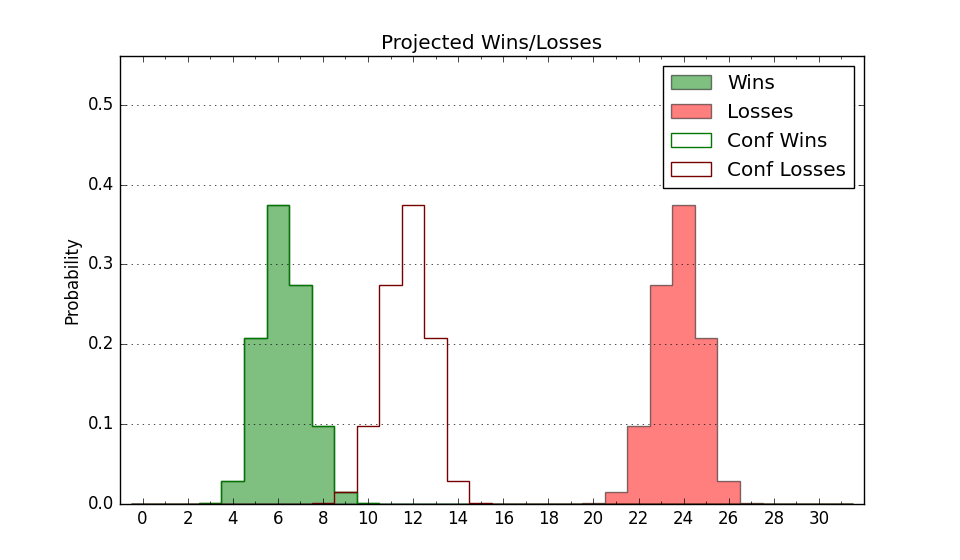 Projected Wins/Losses
Wins
Losses
Conf Wins
Conf Losses
Probability
0.5
0.4
0.3
0.2
0.1
0.0
0 2 4 6 8 10 12 14 16 18 20 22 24 26 28 30